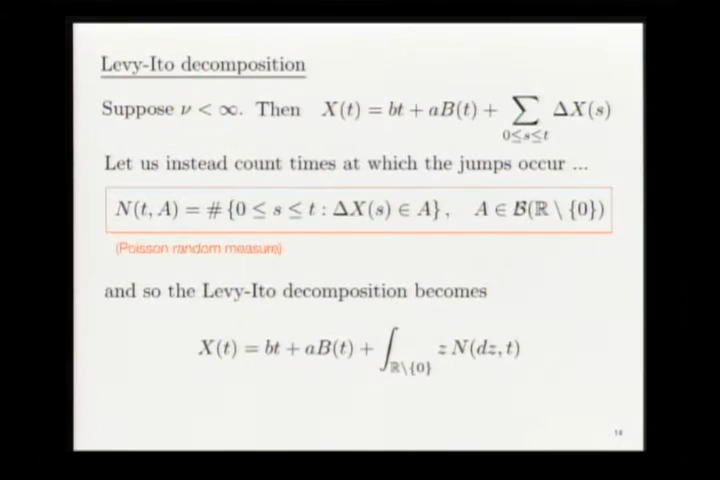 Levy-Ito decomposition
Suppose ν < ∞. Then X(t) = bt + aB(t) + ∑_{0≤s≤t} ΔX(s)
Let us instead count times at which the jumps occur ...
N(t, A) = # {0 ≤ s ≤ t : ΔX(s) ∈ A}, A ∈ 𝓑(ℝ \ {0})
(Poisson random measure)
and so the Levy-Ito decomposition becomes
X(t) = bt + aB(t) + ∫_{ℝ\{0}} z N(dz, t)
14